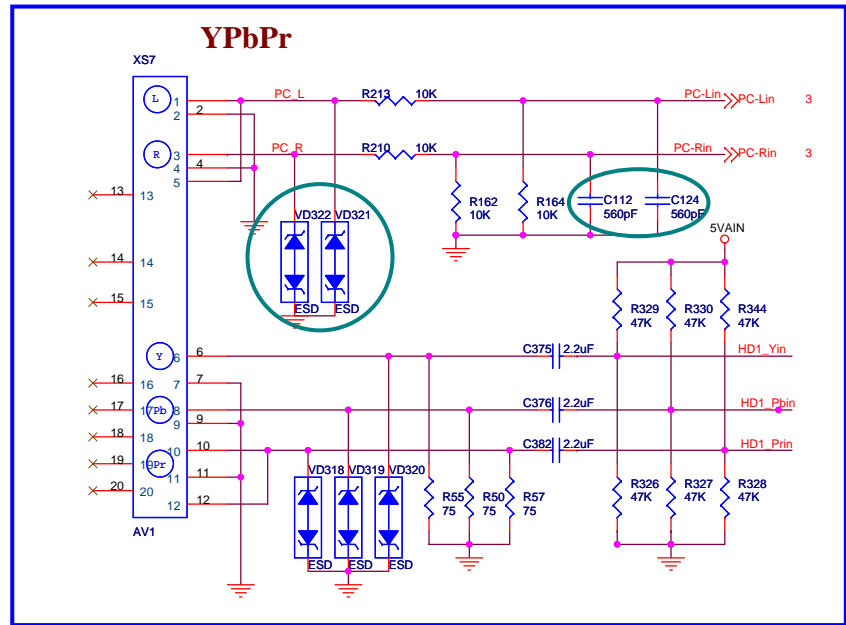 YPbPr
XS7
L 1 PC_L R213 10K PC-Lin PC-Lin 3
2
R 3 PC_R R210 10K PC-Rin PC-Rin 3
4 4
5 5
13 13
R162 10K
R164 10K
C112 560pF
C124 560pF
VD322 VD321
5VAIN
14 14
15 15
ESD ESD
R329 47K
R330 47K
R344 47K
Y 6 6 C375 2.2uF HD1_Yin
16 16 7 7
17 17 Pb 8 8 C376 2.2uF HD1_Pbin
9 9
18 18
10 10 C382 2.2uF HD1_Prin
19 19 Pr
11 11
VD318 VD319 VD320
20 20
12 12
R55 75
R50 75
R57 75
R326 47K
R327 47K
R328 47K
AV1
ESD ESD ESD